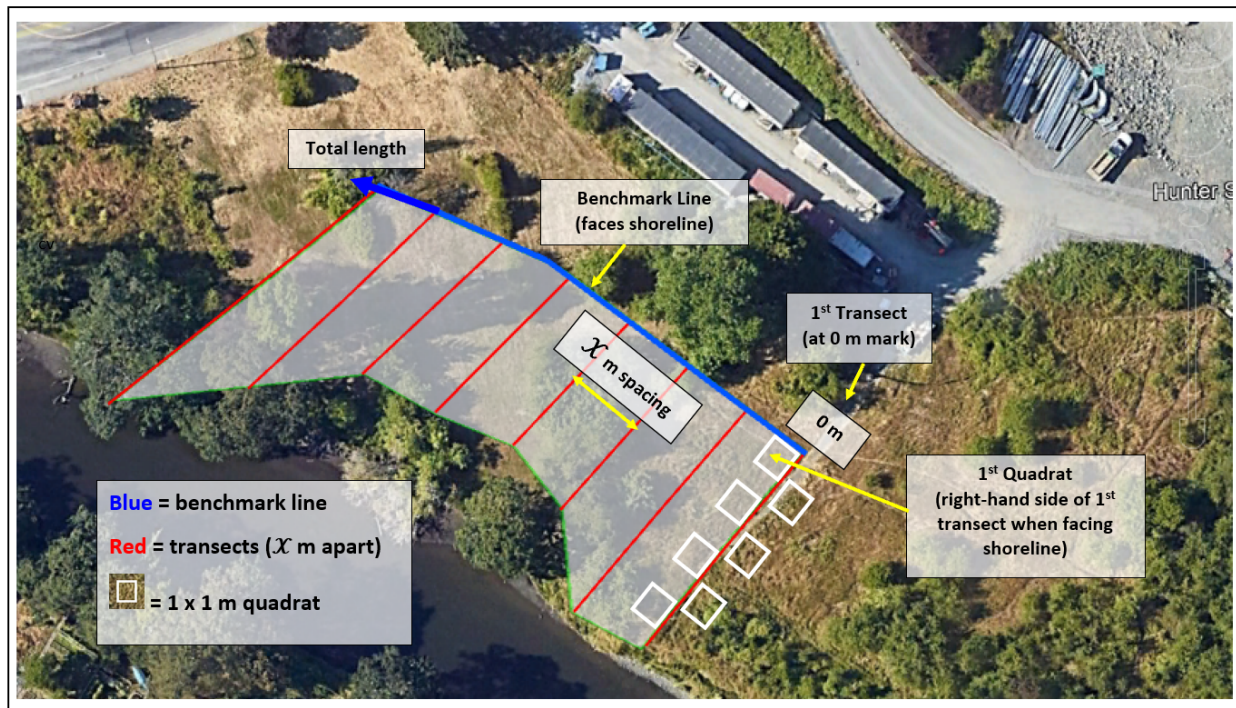 Total length
Benchmark Line
(faces shoreline)
Hunter S
1st Transect
(at 0 m mark)
𝒳 m spacing
0 m
1st Quadrat
(right-hand side of 1st
transect when facing
shoreline)
Blue = benchmark line
Red = transects (𝒳 m apart)
= 1 x 1 m quadrat